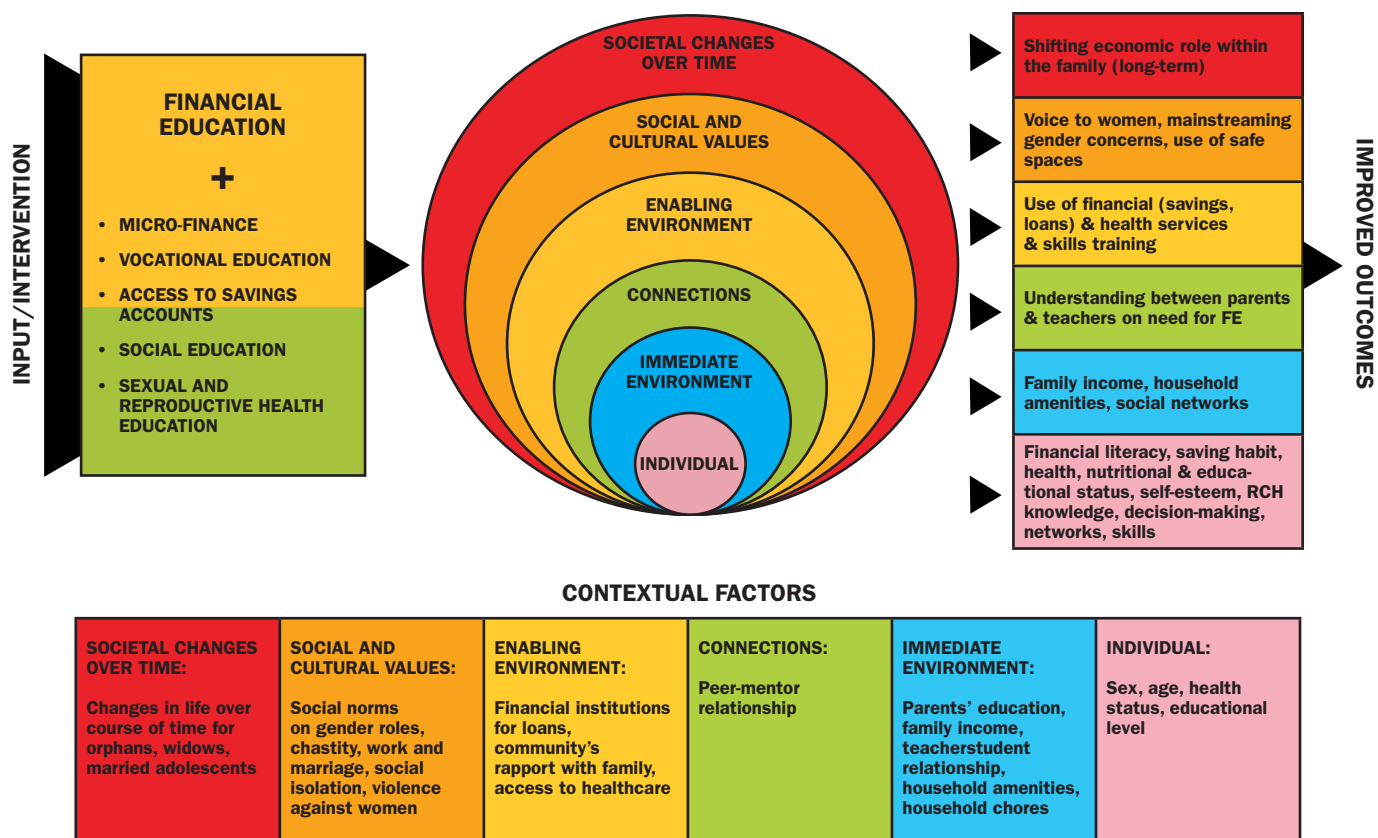 INPUT/INTERVENTION
FINANCIAL
EDUCATION
+
• MICRO-FINANCE
• VOCATIONAL EDUCATION
• ACCESS TO SAVINGS
ACCOUNTS
• SOCIAL EDUCATION
• SEXUAL AND
REPRODUCTIVE HEALTH
EDUCATION
SOCIETAL CHANGES
OVER TIME
SOCIAL AND
CULTURAL VALUES
ENABLING
ENVIRONMENT
CONNECTIONS
IMMEDIATE
ENVIRONMENT
INDIVIDUAL
Shifting economic role within
the family (long-term)
Voice to women, mainstreaming
gender concerns, use of safe
spaces
Use of financial (savings,
loans) & health services
& skills training
Understanding between parents
& teachers on need for FE
Family income, household
amenities, social networks
Financial literacy, saving habit,
health, nutritional & educa-
tional status, self-esteem, RCH
knowledge, decision-making,
networks, skills
IMPROVED OUTCOMES
CONTEXTUAL FACTORS
SOCIETAL CHANGES
OVER TIME:
Changes in life over
course of time for
orphans, widows,
married adolescents
SOCIAL AND
CULTURAL VALUES:
Social norms
on gender roles,
chastity, work and
marriage, social
isolation, violence
against women
ENABLING
ENVIRONMENT:
Financial institutions
for loans,
community’s
rapport with family,
access to healthcare
CONNECTIONS:
Peer-mentor
relationship
IMMEDIATE
ENVIRONMENT:
Parents’ education,
family income,
teacherstudent
relationship,
household amenities,
household chores
INDIVIDUAL:
Sex, age, health
status, educational
level